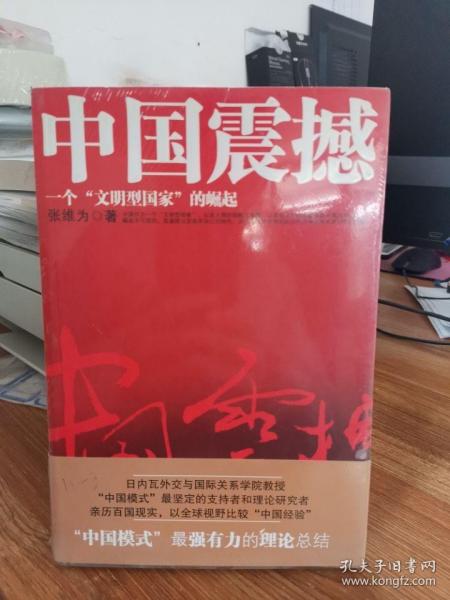 中国震撼
一个“文明型国家”的崛起
张维为◎著
日内瓦外交与国际关系学院教授
“中国模式”最坚定的支持者和理论研究者
亲历百国现实，以全球视野比较“中国经验”
“中国模式”最强有力的理论总结
孔夫子旧书网
www.kongfz.com